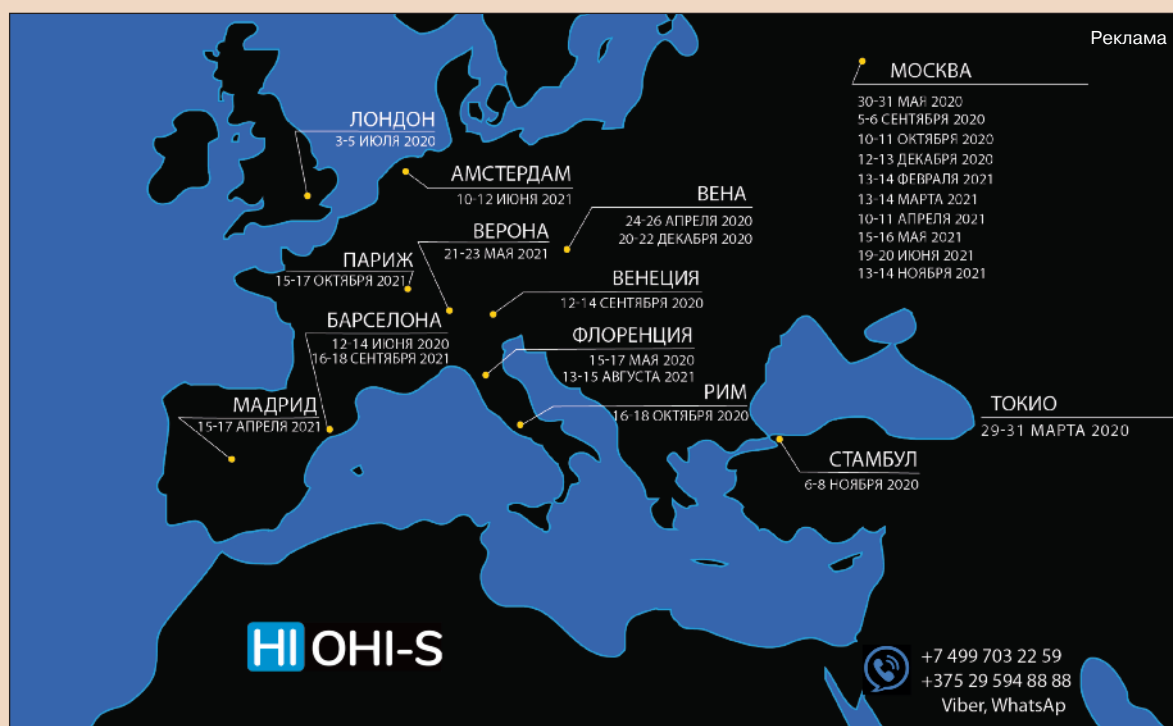 Реклама
МОСКВА
30-31 МАЯ 2020
5-6 СЕНТЯБРЯ 2020
10-11 ОКТЯБРЯ 2020
12-13 ДЕКАБРЯ 2020
13-14 ФЕВРАЛЯ 2021
13-14 МАРТА 2021
10-11 АПРЕЛЯ 2021
15-16 МАЯ 2021
19-20 ИЮНЯ 2021
13-14 НОЯБРЯ 2021
ЛОНДОН
3-5 ИЮЛЯ 2020
АМСТЕРДАМ
10-12 ИЮНЯ 2021
ВЕНА
24-26 АПРЕЛЯ 2020
20-22 ДЕКАБРЯ 2020
ВЕРОНА
21-23 МАЯ 2021
ПАРИЖ
15-17 ОКТЯБРЯ 2021
ВЕНЕЦИЯ
12-14 СЕНТЯБРЯ 2020
БАРСЕЛОНА
12-14 ИЮНЯ 2020
16-18 СЕНТЯБРЯ 2021
ФЛОРЕНЦИЯ
15-17 МАЯ 2020
13-15 АВГУСТА 2021
РИМ
16-18 ОКТЯБРЯ 2020
МАДРИД
15-17 АПРЕЛЯ 2021
ТОКИО
29-31 МАРТА 2020
СТАМБУЛ
6-8 НОЯБРЯ 2020
HI OHI-S
+7 499 703 22 59
+375 29 594 88 88
Viber, WhatsAp